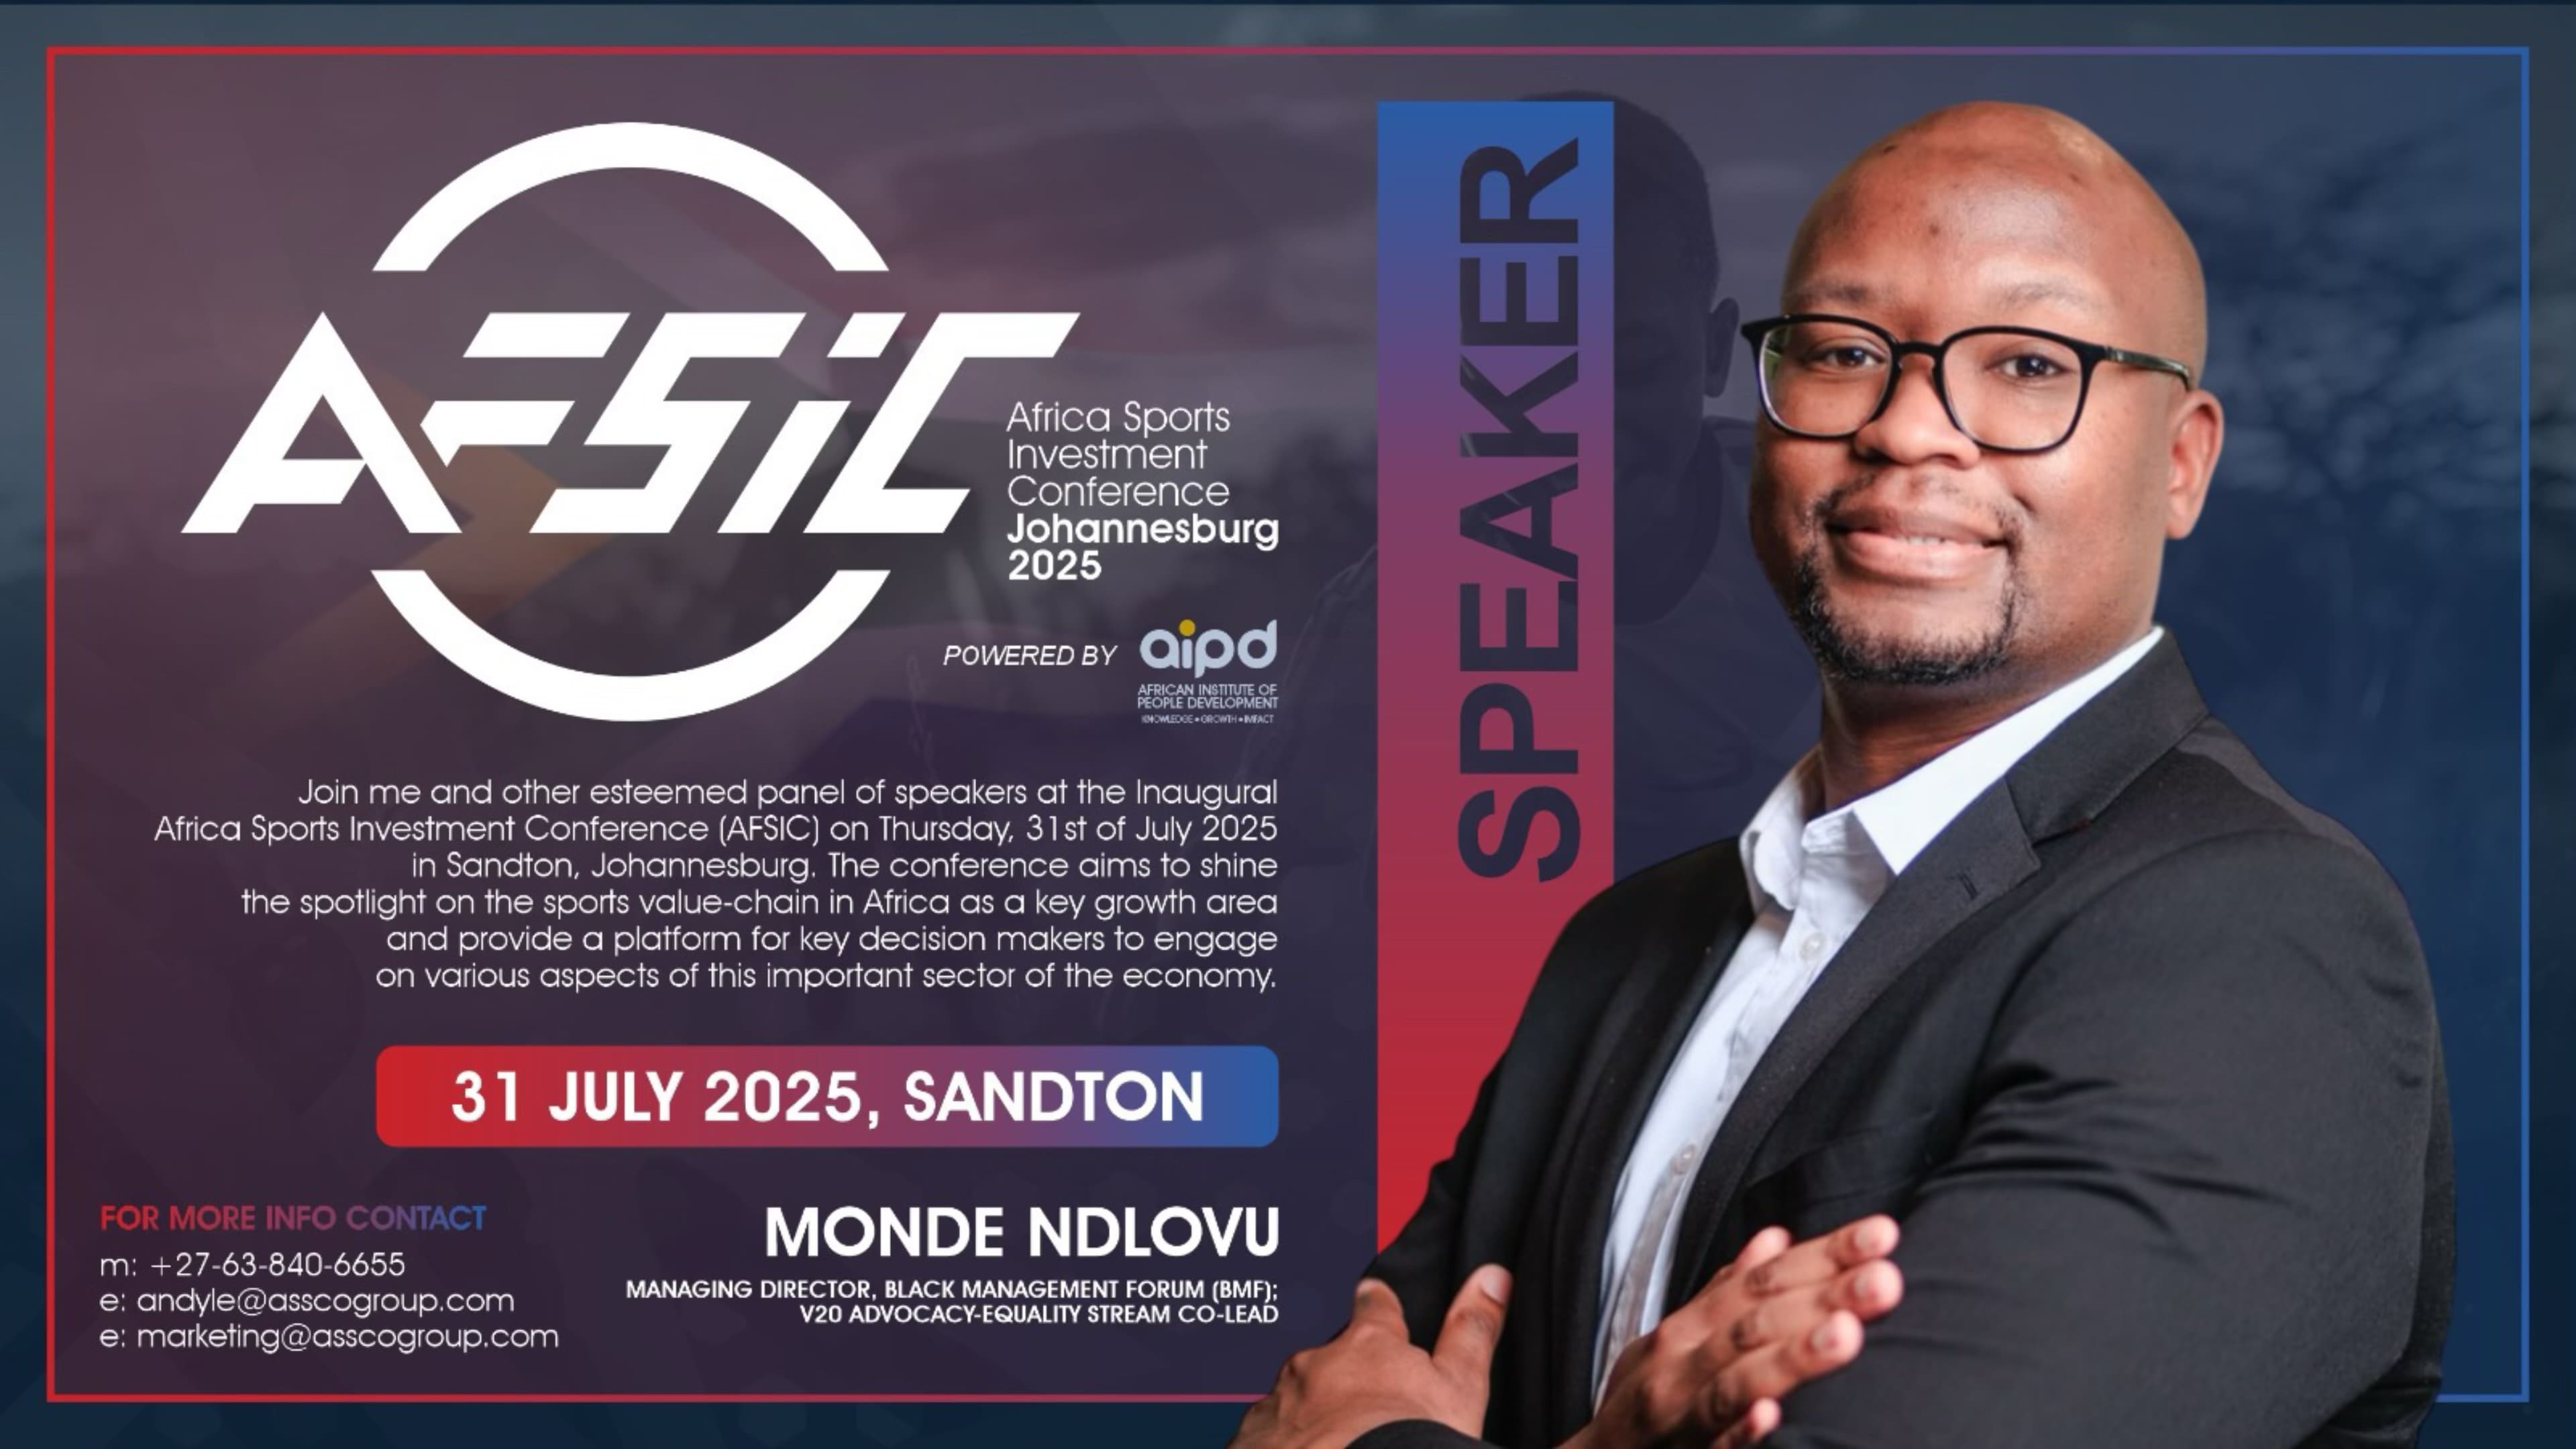 AFSIC
Africa Sports
Investment
Conference
Johannesburg
2025
POWERED BY
aipd
AFRICAN INSTITUTE OF
PEOPLE DEVELOPMENT
KNOWLEDGE • GROWTH • IMPACT
Join me and other esteemed panel of speakers at the Inaugural
Africa Sports Investment Conference (AFSIC) on Thursday, 31st of July 2025
in Sandton, Johannesburg. The conference aims to shine
the spotlight on the sports value-chain in Africa as a key growth area
and provide a platform for key decision makers to engage
on various aspects of this important sector of the economy.
31 JULY 2025, SANDTON
FOR MORE INFO CONTACT
m: +27-63-840-6655
e: andyle@asscogroup.com
e: marketing@asscogroup.com
MONDE NDLOVU
MANAGING DIRECTOR, BLACK MANAGEMENT FORUM (BMF);
V20 ADVOCACY-EQUALITY STREAM CO-LEAD
SPEAKER